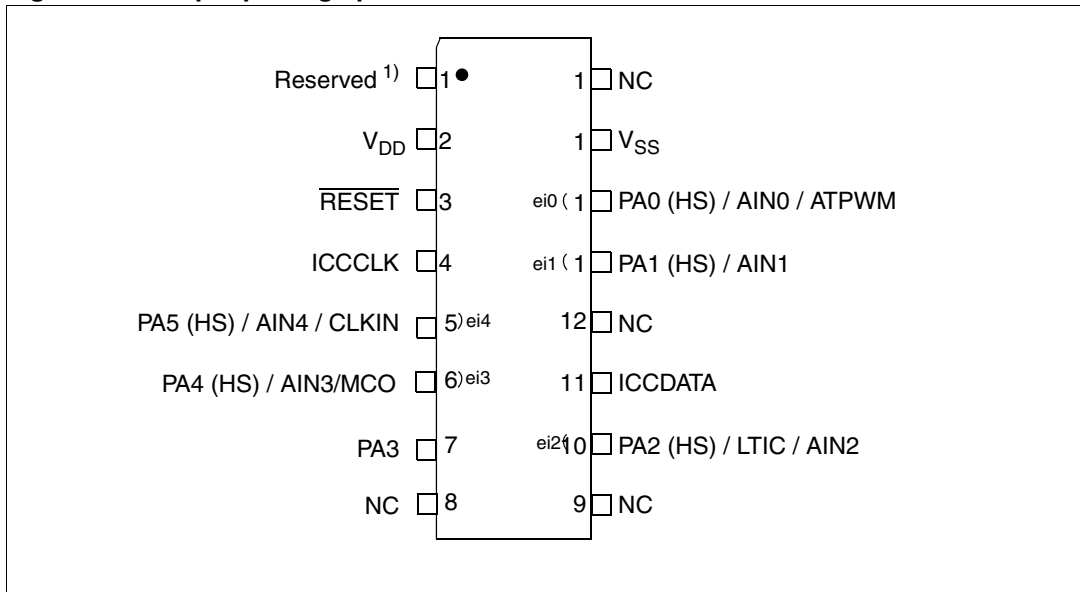 Reserved 1) 1 1 NC
VDD 2 1 VSS
RESET 3 ei0 ( 1 PA0 (HS) / AIN0 / ATPWM
ICCCLK 4 ei1 ( 1 PA1 (HS) / AIN1
PA5 (HS) / AIN4 / CLKIN 5 ) ei4 12 NC
PA4 (HS) / AIN3/MCO 6 ) ei3 11 ICCDATA
PA3 7 ei2( 10 PA2 (HS) / LTIC / AIN2
NC 8 9 NC